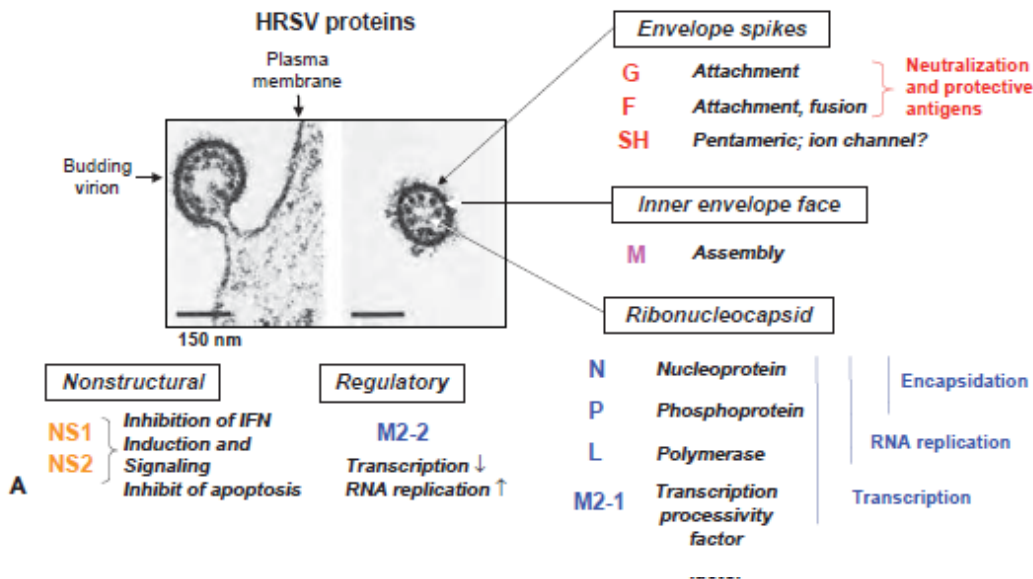 HRSV proteins
Plasma
membrane
Budding
virion
150 nm
Envelope spikes
G Attachment
F Attachment, fusion
SH Pentameric; ion channel?
Neutralization
and protective
antigens
Inner envelope face
M Assembly
Ribonucleocapsid
N Nucleoprotein
P Phosphoprotein
L Polymerase
M2-1 Transcription
processivity
factor
Encapsidation
RNA replication
Transcription
Nonstructural
NS1
NS2
Inhibition of IFN
Induction and
Signaling
Inhibit of apoptosis
Regulatory
M2-2
Transcription ↓
RNA replication ↑
A